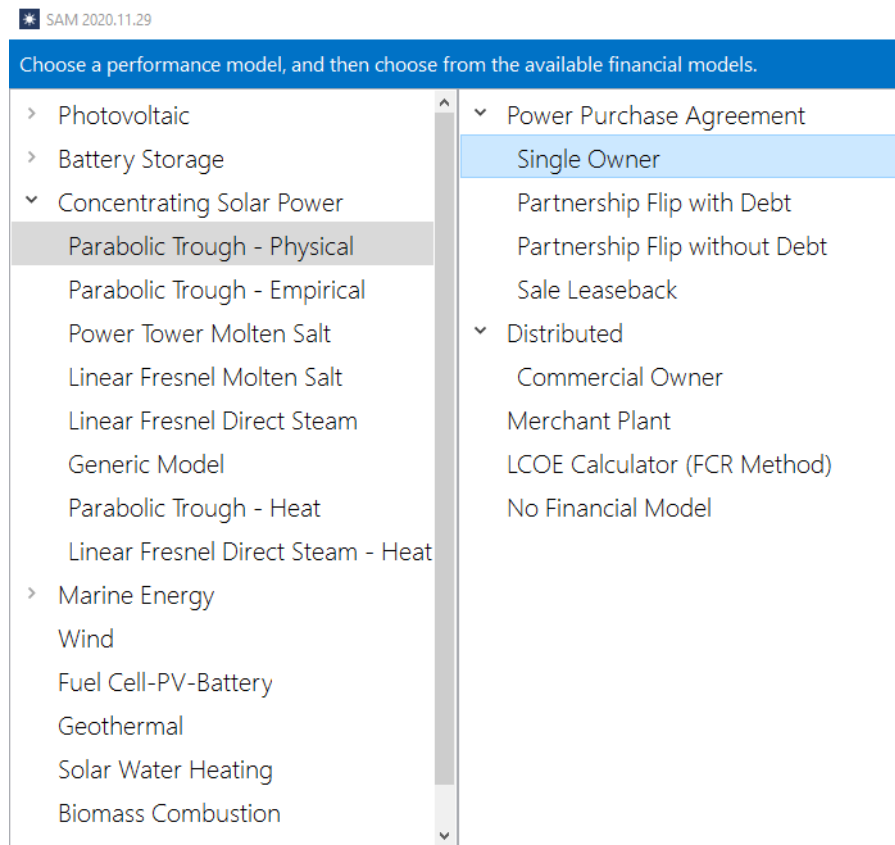 SAM 2020.11.29
Choose a performance model, and then choose from the available financial models.
Photovoltaic
Battery Storage
Concentrating Solar Power
Parabolic Trough - Physical
Parabolic Trough - Empirical
Power Tower Molten Salt
Linear Fresnel Molten Salt
Linear Fresnel Direct Steam
Generic Model
Parabolic Trough - Heat
Linear Fresnel Direct Steam - Heat
Marine Energy
Wind
Fuel Cell-PV-Battery
Geothermal
Solar Water Heating
Biomass Combustion
Power Purchase Agreement
Single Owner
Partnership Flip with Debt
Partnership Flip without Debt
Sale Leaseback
Distributed
Commercial Owner
Merchant Plant
LCOE Calculator (FCR Method)
No Financial Model